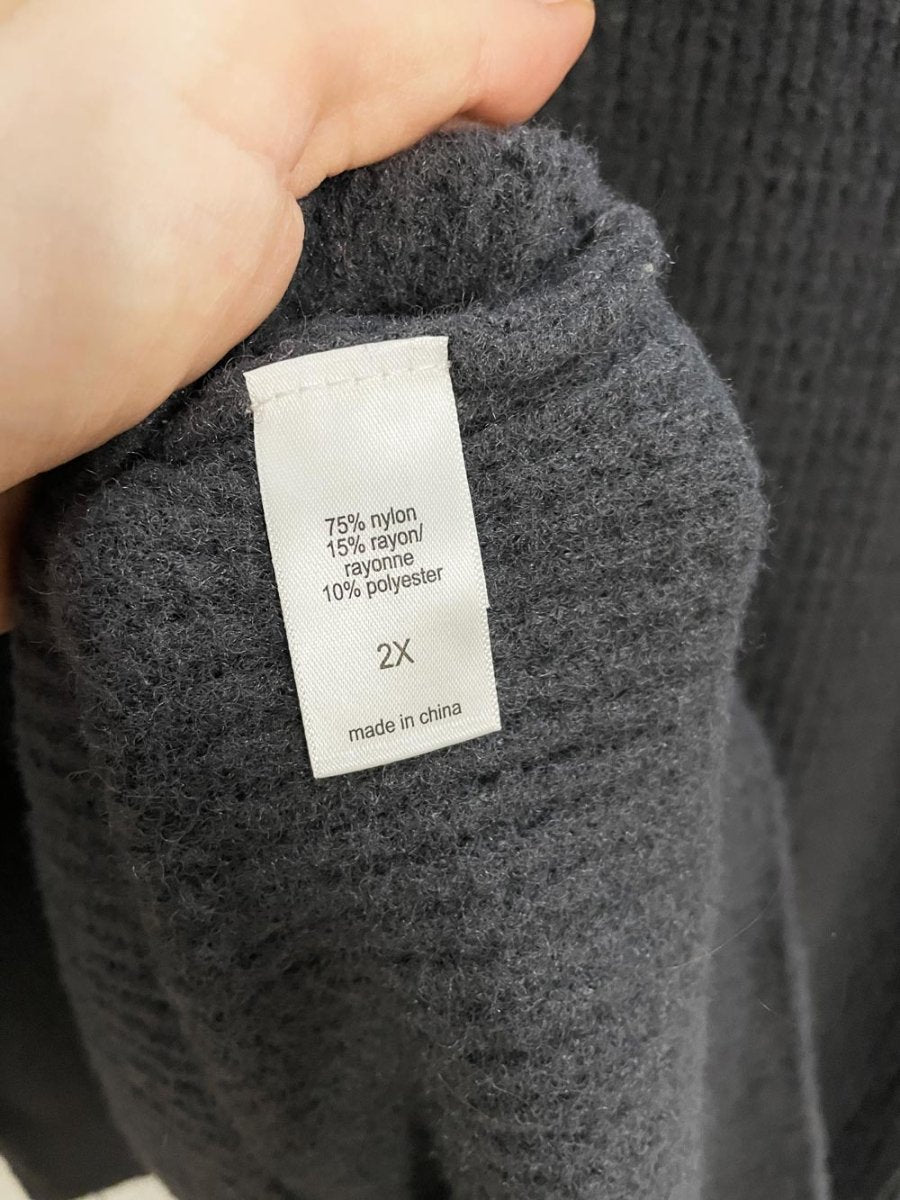 75% nylon
15% rayon/
rayonne
10% polyester
2X
made in china